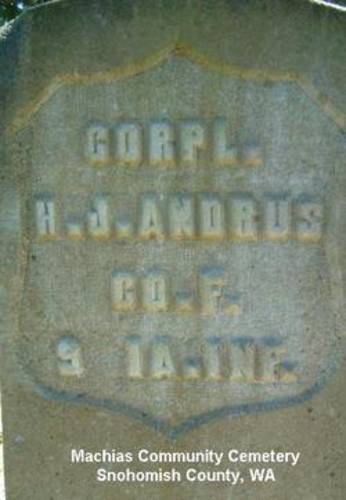 CORPL.
H.J. ANDRUS
CO. F.
9 IA. INF.
Machias Community Cemetery
Snohomish County, WA